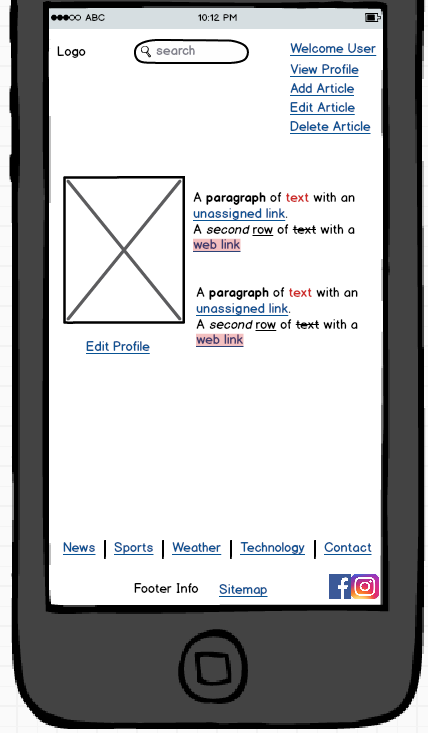 ABC 10:12 PM
Logo
search
Welcome User
View Profile
Add Article
Edit Article
Delete Article
A paragraph of text with an
unassigned link.
A second row of text with a
web link
A paragraph of text with an
unassigned link.
A second row of text with a
web link
Edit Profile
News Sports Weather Technology Contact
Footer Info Sitemap